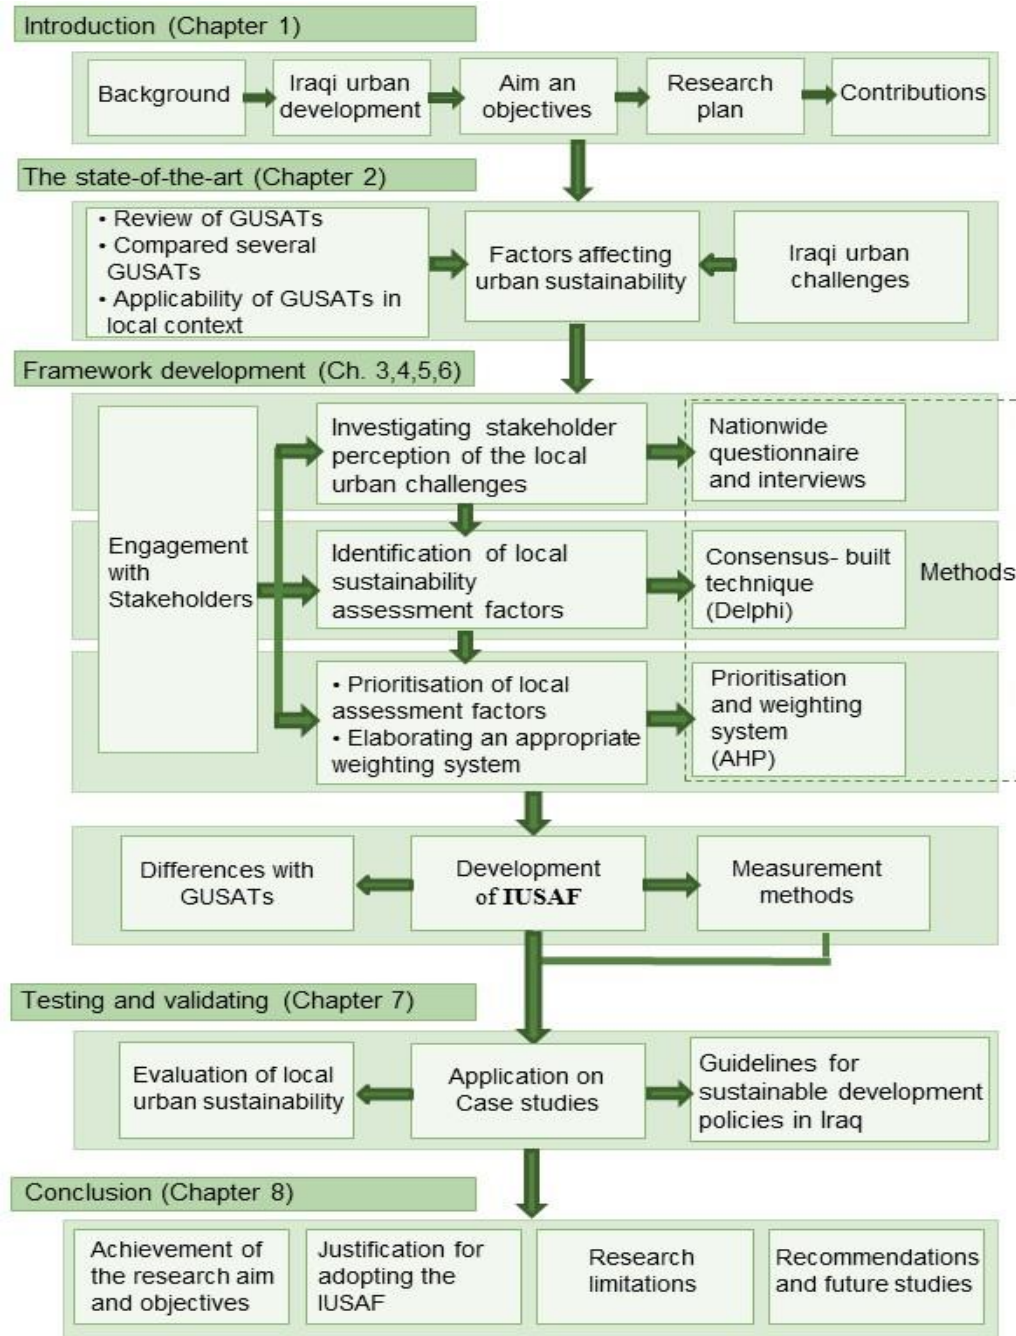 Introduction (Chapter 1)
Background
Iraqi urban
development
Aim an
objectives
Research
plan
Contributions
The state-of-the-art (Chapter 2)
• Review of GUSATs
• Compared several
GUSATs
• Applicability of GUSATs in
local context
Factors affecting
urban sustainability
Iraqi urban
challenges
Framework development (Ch. 3,4,5,6)
Engagement
with
Stakeholders
Investigating stakeholder
perception of the local
urban challenges
Nationwide
questionnaire
and interviews
Identification of local
sustainability
assessment factors
Consensus- built
technique
(Delphi)
Methods
• Prioritisation of local
assessment factors
• Elaborating an appropriate
weighting system
Prioritisation
and weighting
system
(AHP)
Differences with
GUSATs
Development
of IUSAF
Measurement
methods
Testing and validating (Chapter 7)
Evaluation of local
urban sustainability
Application on
Case studies
Guidelines for
sustainable development
policies in Iraq
Conclusion (Chapter 8)
Achievement of
the research aim
and objectives
Justification for
adopting the
IUSAF
Research
limitations
Recommendations
and future studies